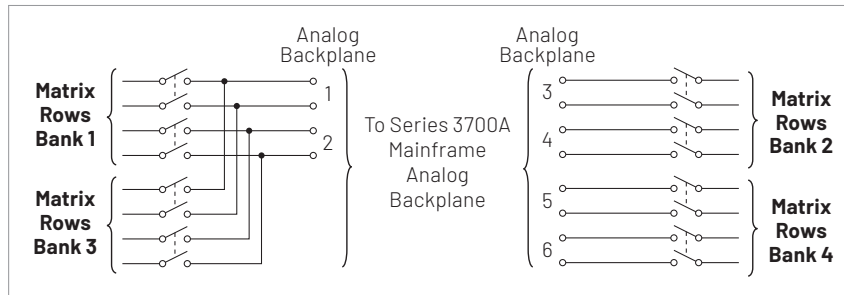 Analog
Backplane
Matrix
Rows
Bank 1
1
2
Matrix
Rows
Bank 3
To Series 3700A
Mainframe
Analog
Backplane
Analog
Backplane
3
4
5
6
Matrix
Rows
Bank 2
Matrix
Rows
Bank 4